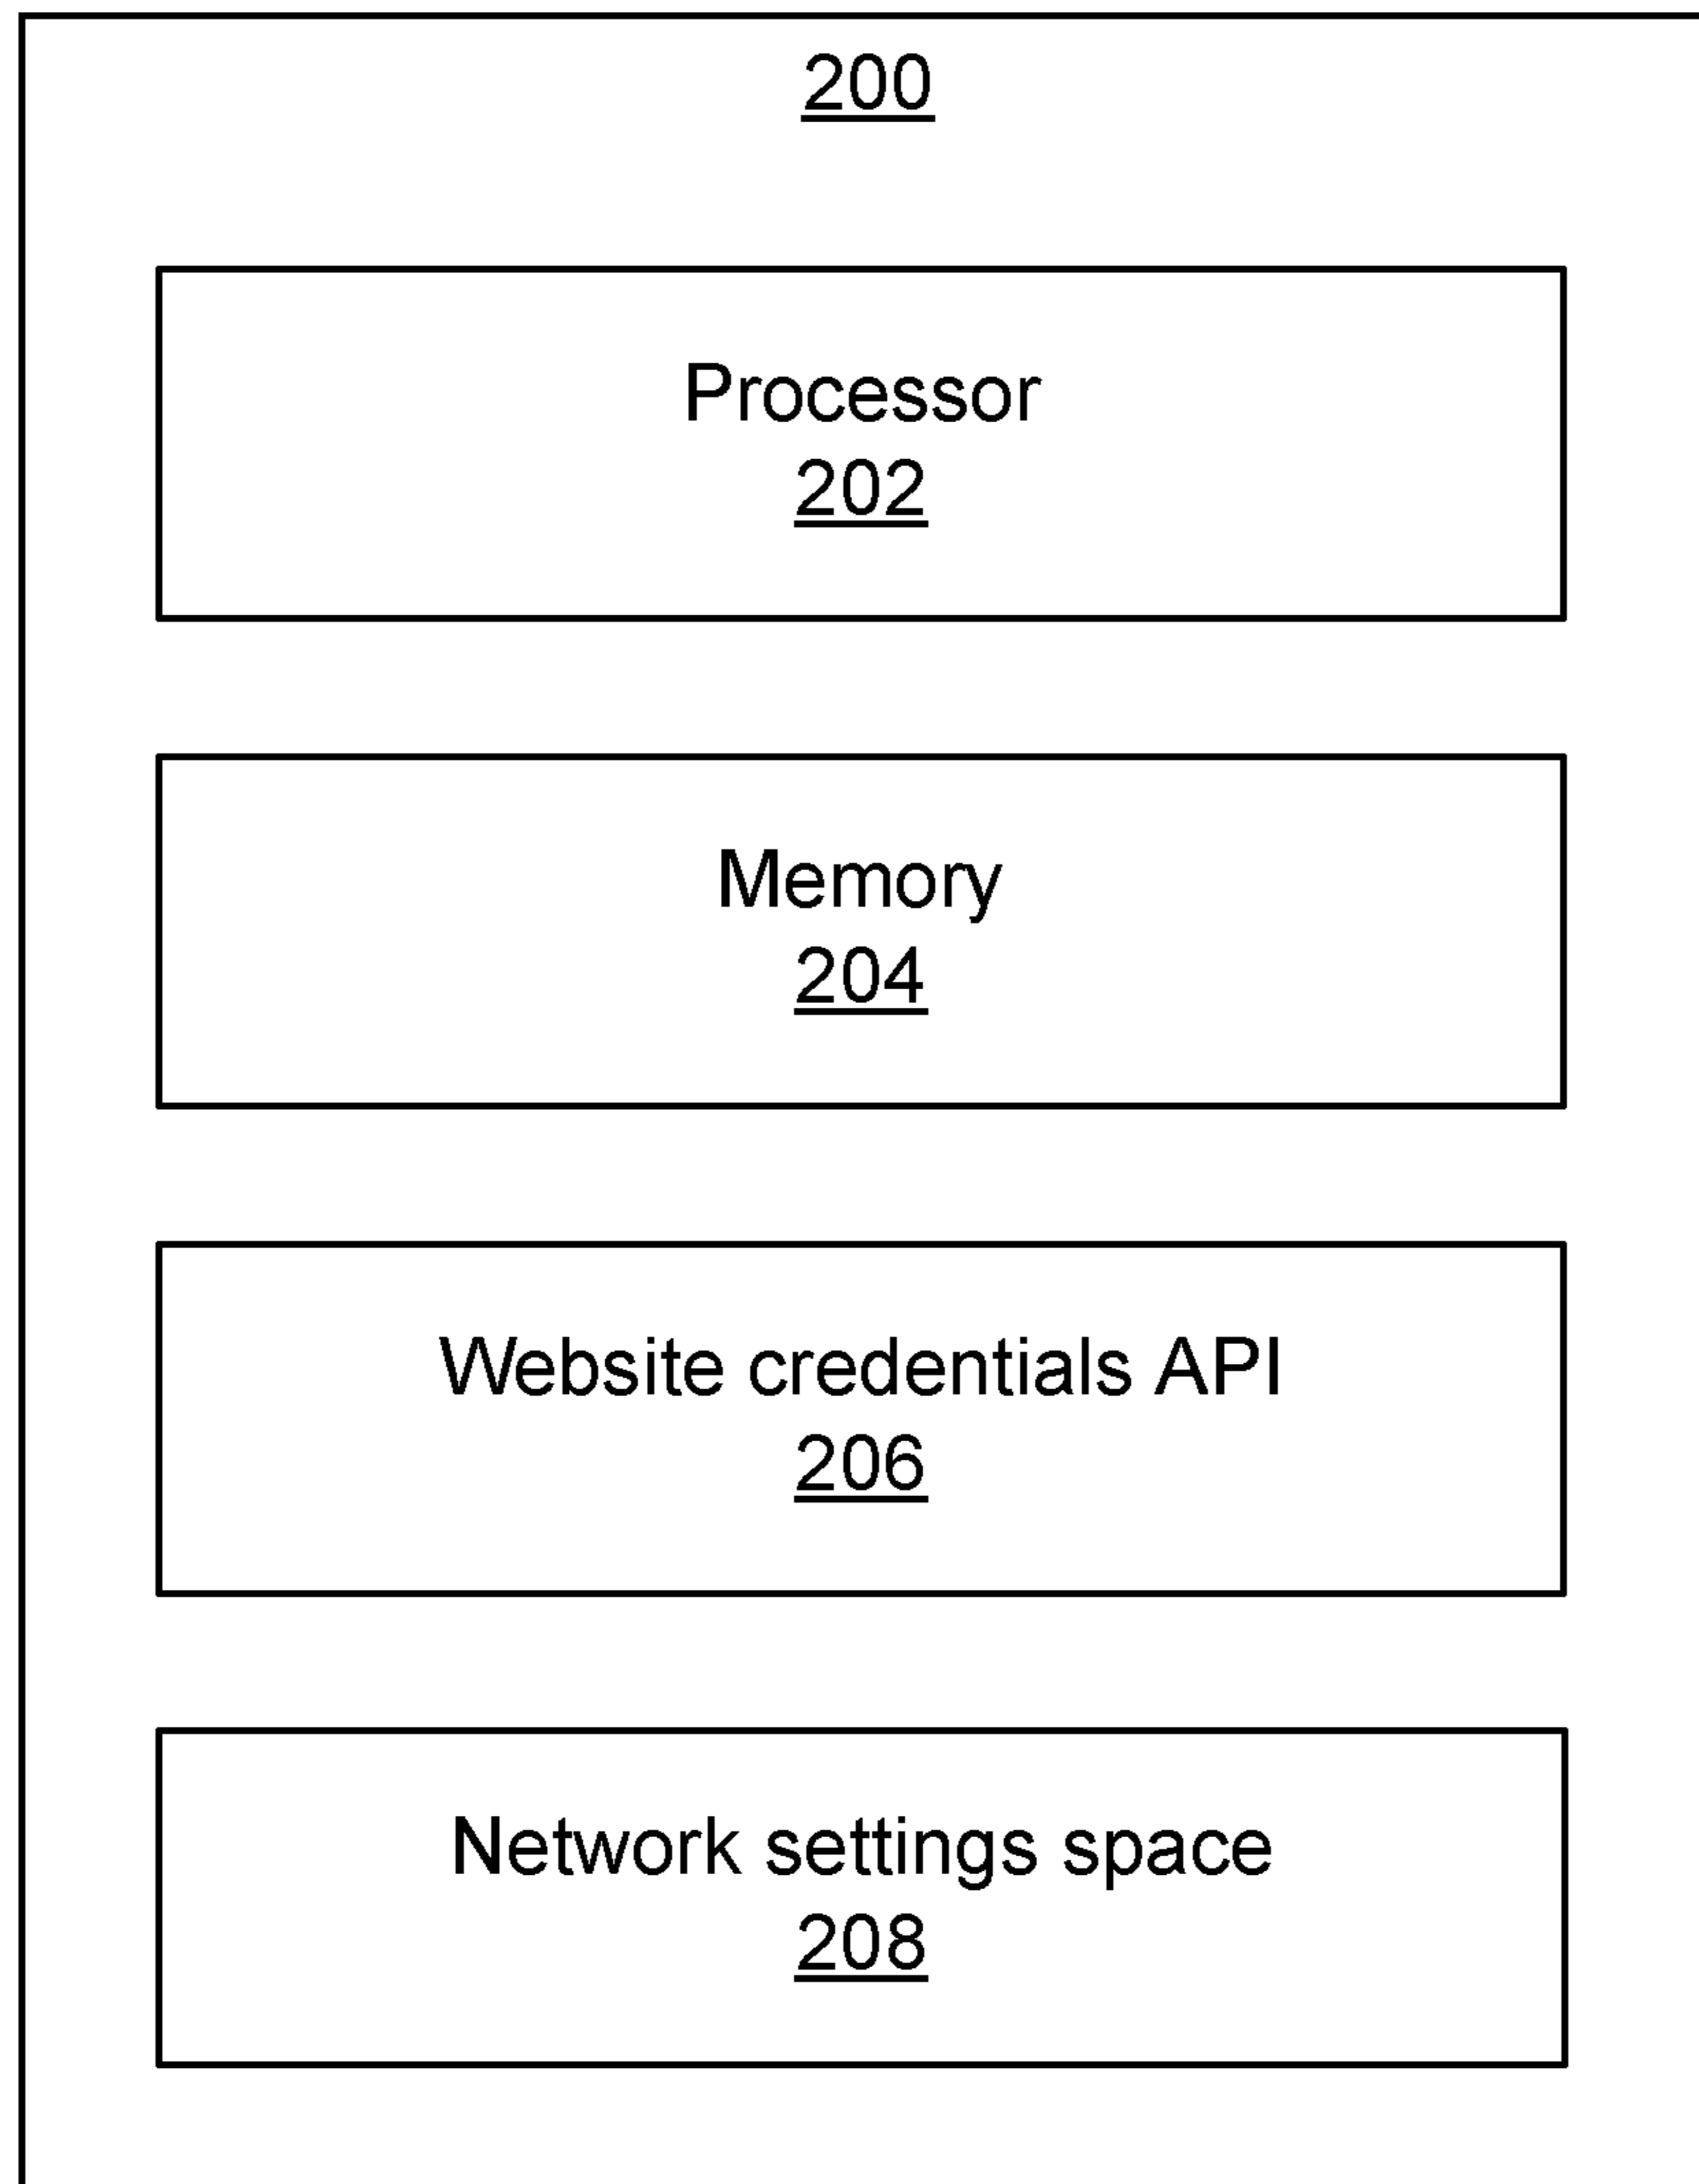 200
Processor
202
Memory
204
Website credentials API
206
Network settings space
208